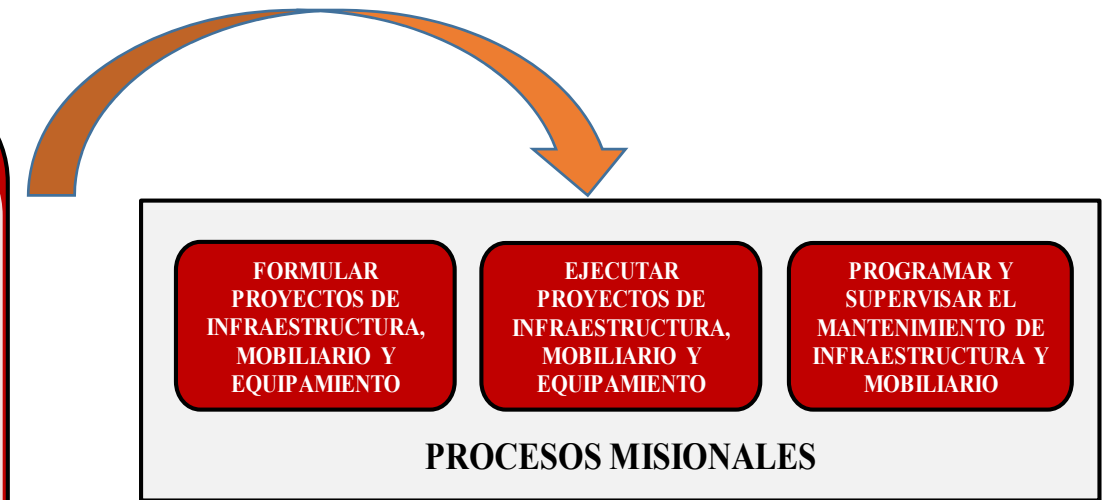 FORMULAR
PROYECTOS DE
INFRAESTRUCTURA,
MOBILIARIO Y
EQUIPAMIENTO
EJECUTAR
PROYECTOS DE
INFRAESTRUCTURA,
MOBILIARIO Y
EQUIPAMIENTO
PROGRAMAR Y
SUPERVISAR EL
MANTENIMIENTO DE
INFRAESTRUCTURA Y
MOBILIARIO
PROCESOS MISIONALES